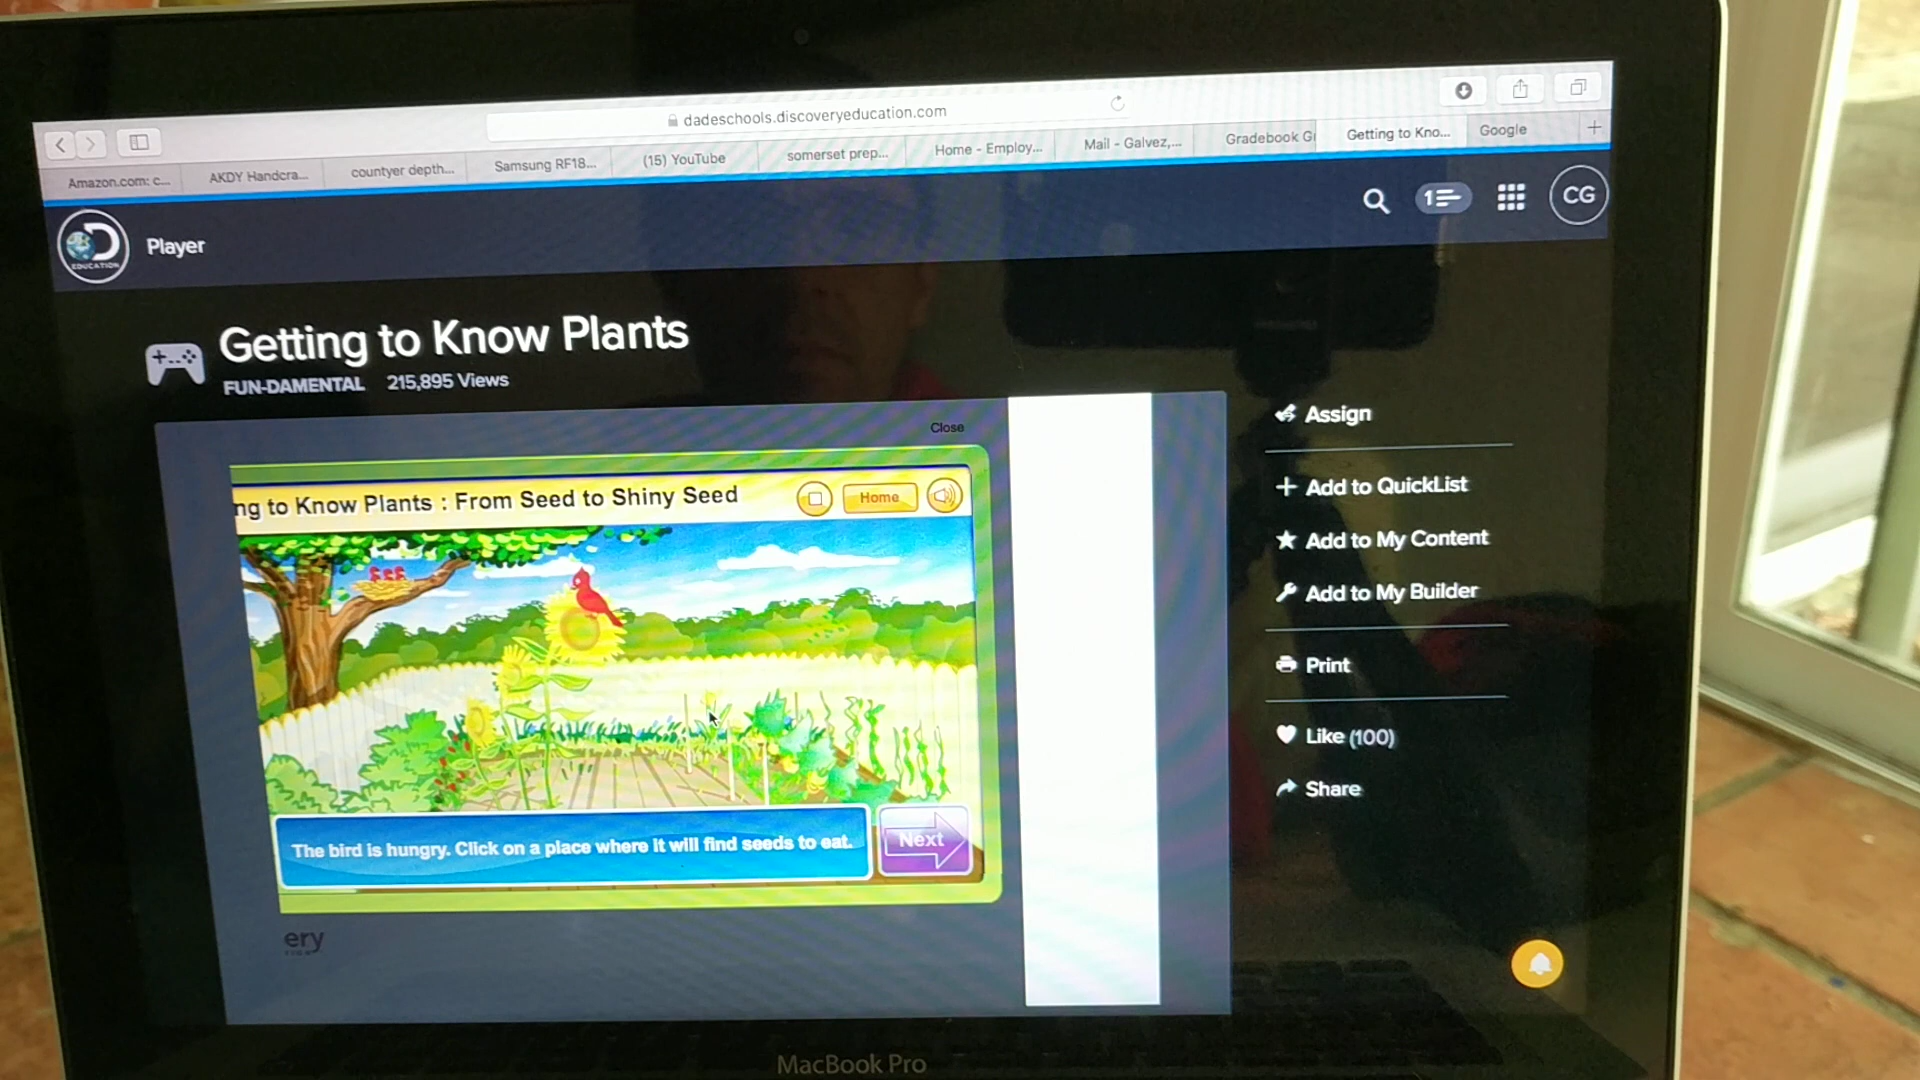 dadeschools.discoveryeducation.com
Amazon.com: c...
AKDY Handcra...
countyer depth...
Samsung RF18...
(15) YouTube
somerset prep...
Home - Employ...
Mail - Galvez,...
Gradebook Gr
Getting to Kno...
Google
EDUCATION
Player
1
CG
Getting to Know Plants
FUN-DAMENTAL 215,895 Views
Close
ng to Know Plants : From Seed to Shiny Seed
Home
The bird is hungry. Click on a place where it will find seeds to eat.
Next
ery
Assign
Add to QuickList
Add to My Content
Add to My Builder
Print
Like (100)
Share
MacBook Pro